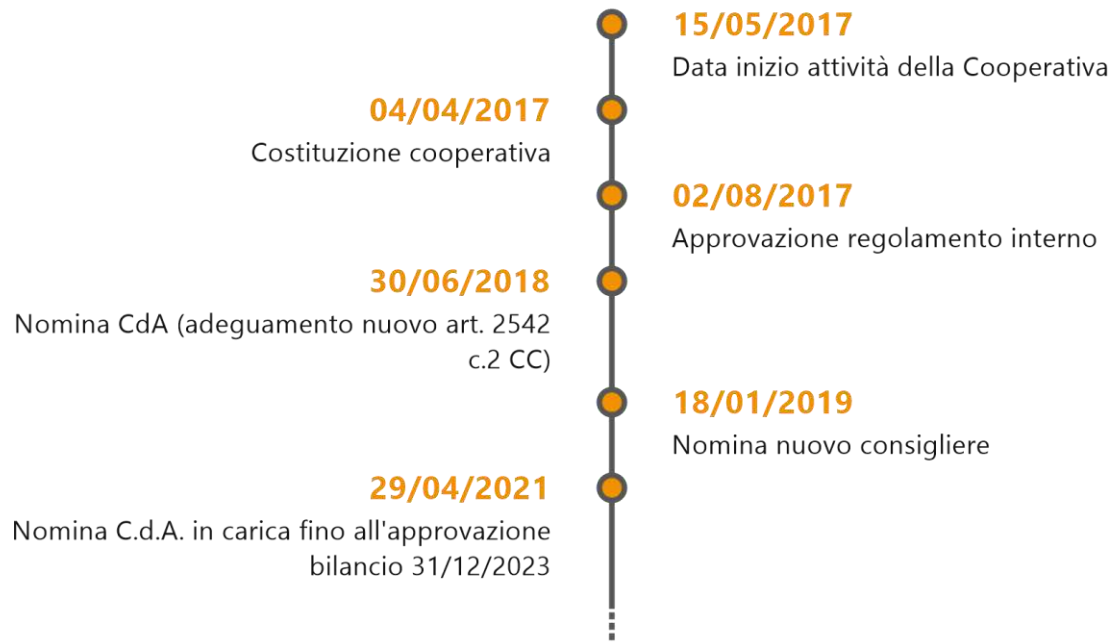 15/05/2017
Data inizio attività della Cooperativa
04/04/2017
Costituzione cooperativa
02/08/2017
Approvazione regolamento interno
30/06/2018
Nomina CdA (adeguamento nuovo art. 2542
c.2 CC)
18/01/2019
Nomina nuovo consigliere
29/04/2021
Nomina C.d.A. in carica fino all'approvazione
bilancio 31/12/2023